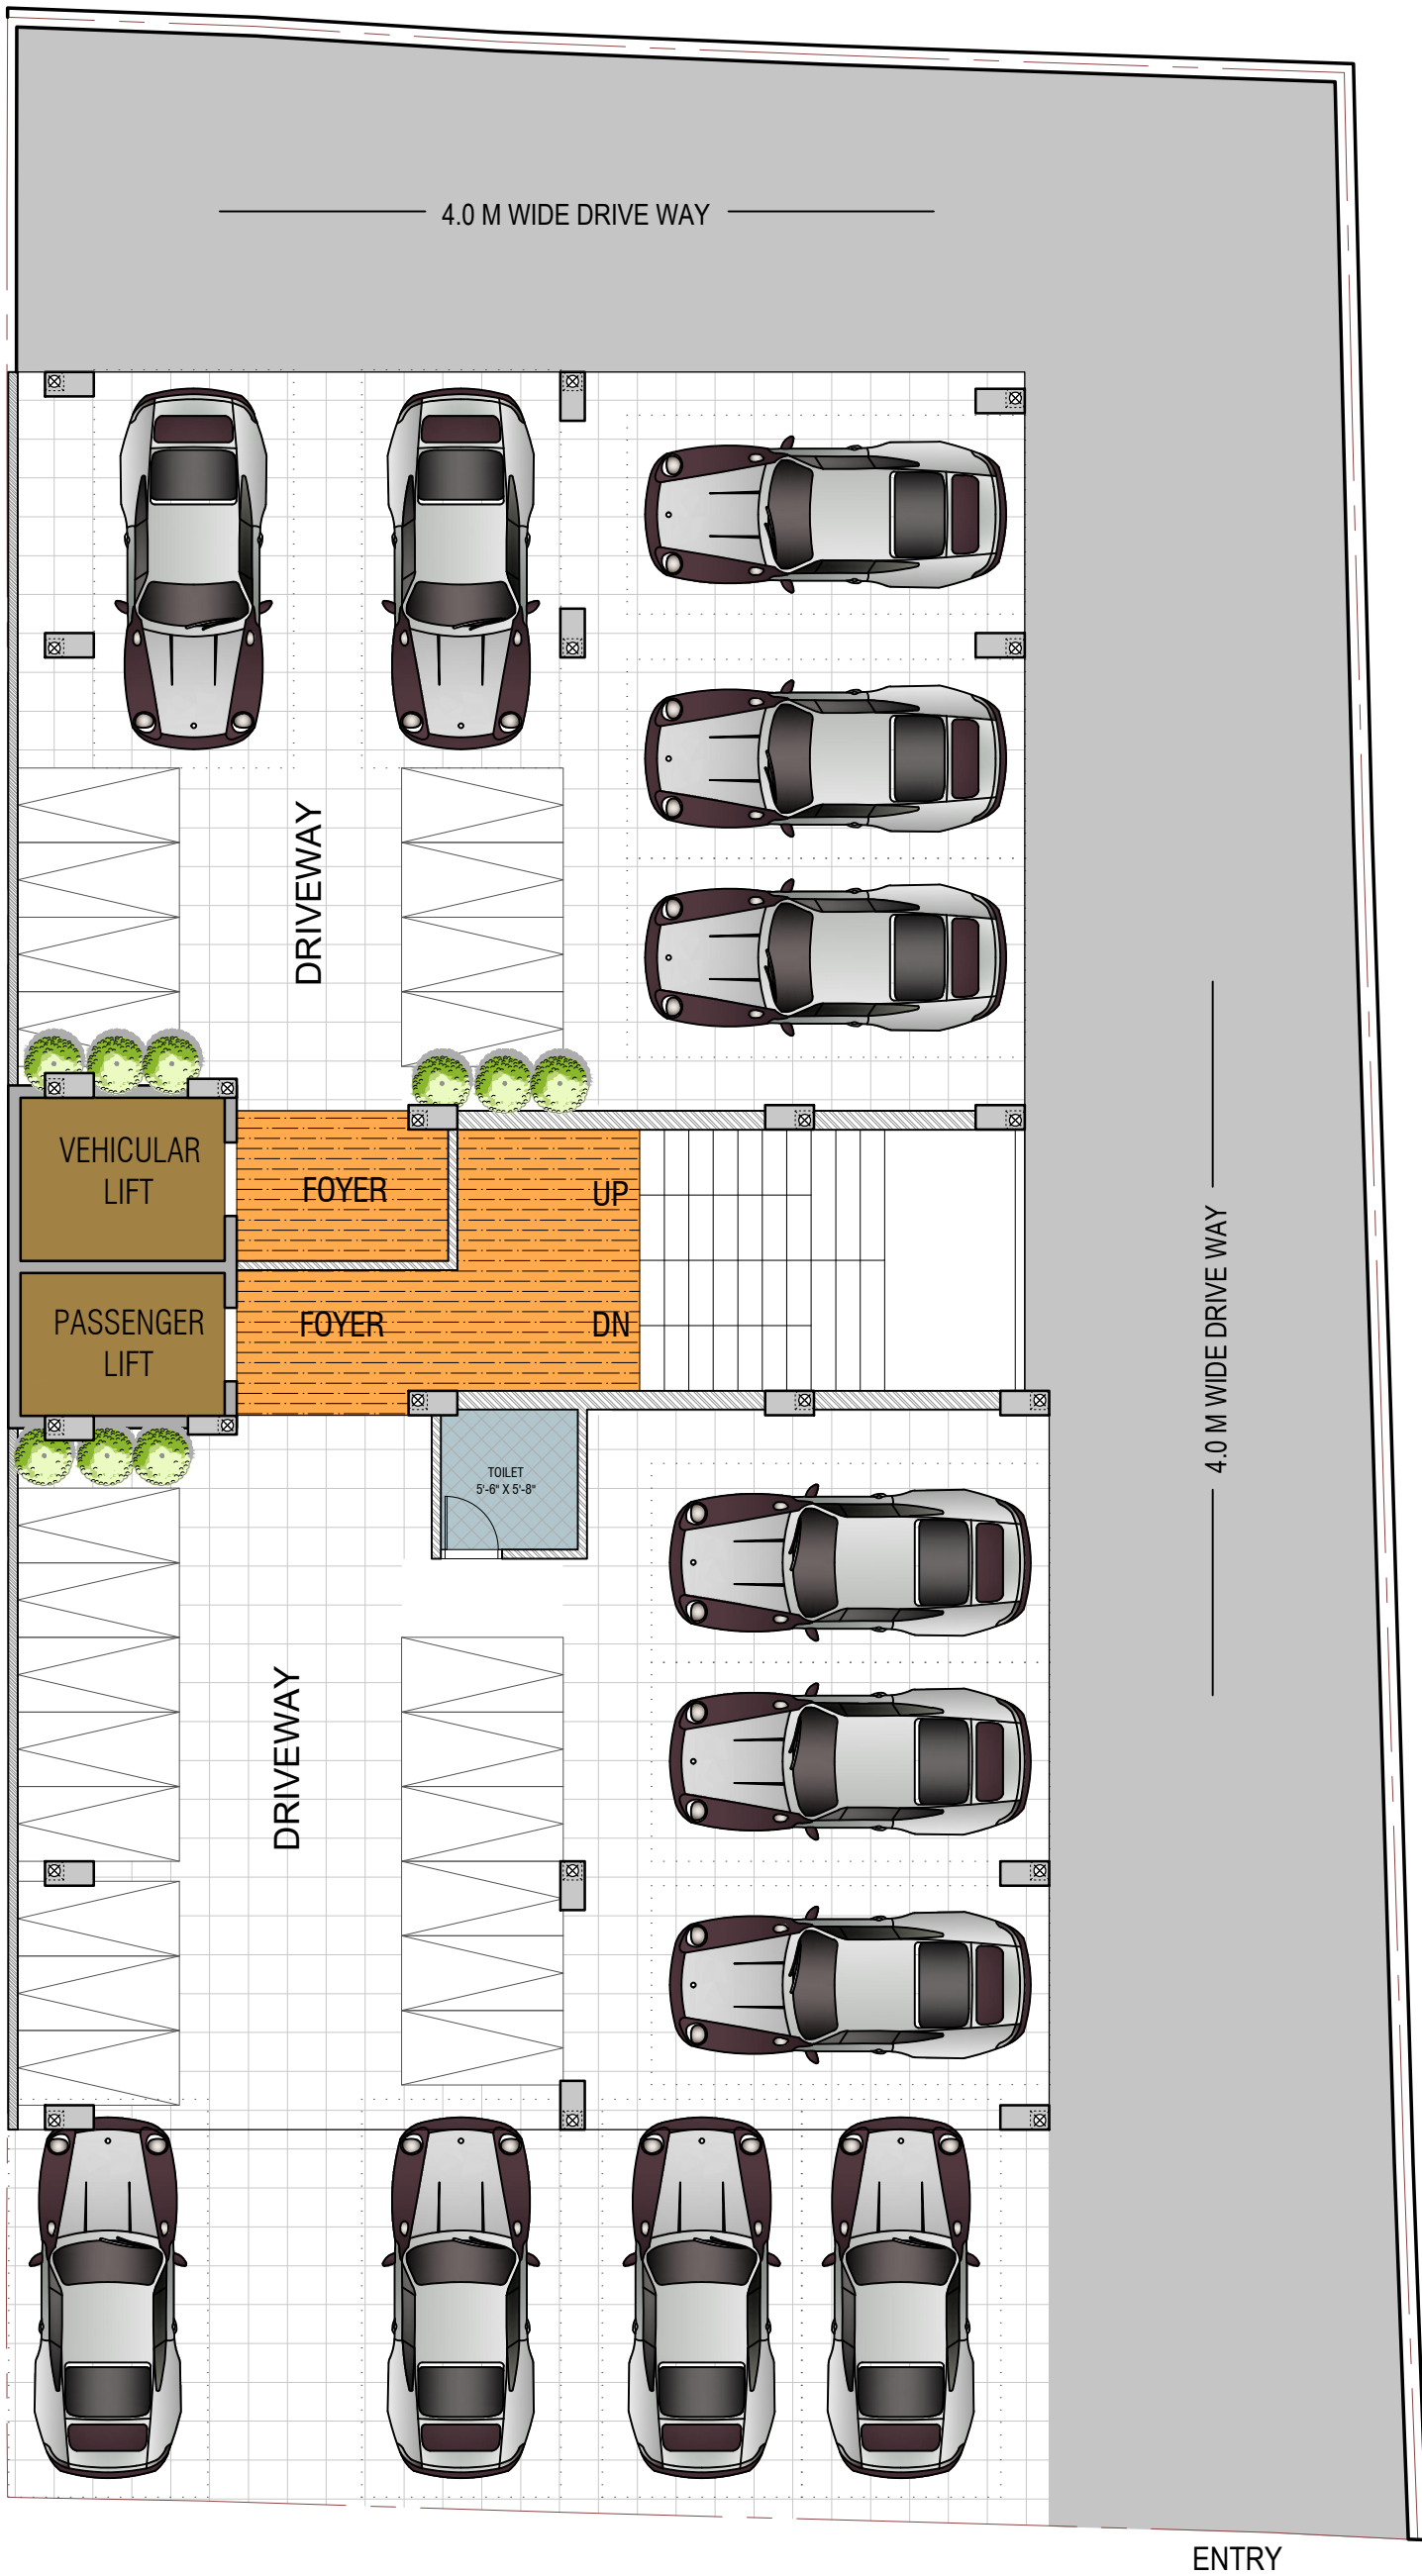 4.0 M WIDE DRIVE WAY
DRIVEWAY
VEHICULAR
LIFT
FOYER
UP
4.0 M WIDE DRIVE WAY
PASSENGER
LIFT
FOYER
DN
TOILET
5'-6" X 5'-8"
DRIVEWAY
ENTRY